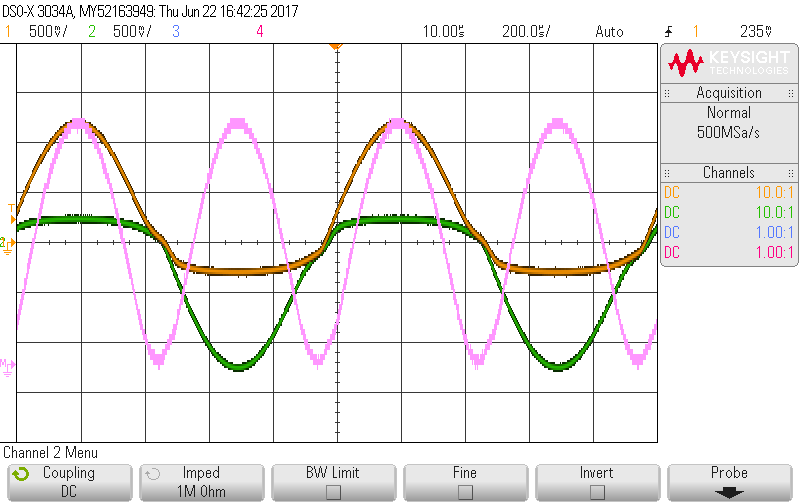 DSO-X 3034A, MY52163949: Thu Jun 22 16:42:25 2017
1 500mV/ 2 500mV/ 3 4 10.00s 200.0s/ Auto 1 235mV
KEYSIGHT
TECHNOLOGIES
Acquisition
Normal
500MSa/s
Channels
DC 10.0:1
DC 10.0:1
DC 1.00:1
DC 1.00:1
T
2
M
Channel 2 Menu
Coupling Imped BW Limit Fine Invert Probe
DC 1M Ohm